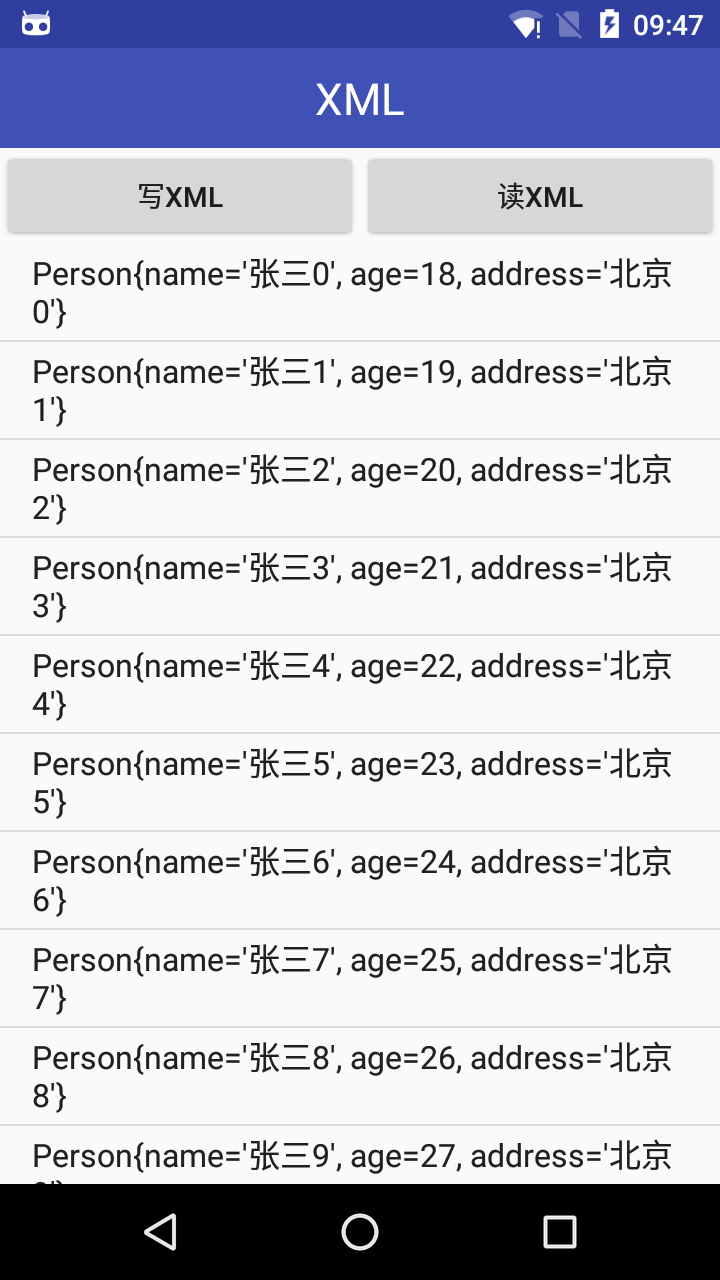 09:47
XML
写XML
读XML
Person{name='张三0', age=18, address='北京
0'}
Person{name='张三1', age=19, address='北京
1'}
Person{name='张三2', age=20, address='北京
2'}
Person{name='张三3', age=21, address='北京
3'}
Person{name='张三4', age=22, address='北京
4'}
Person{name='张三5', age=23, address='北京
5'}
Person{name='张三6', age=24, address='北京
6'}
Person{name='张三7', age=25, address='北京
7'}
Person{name='张三8', age=26, address='北京
8'}
Person{name='张三9', age=27, address='北京